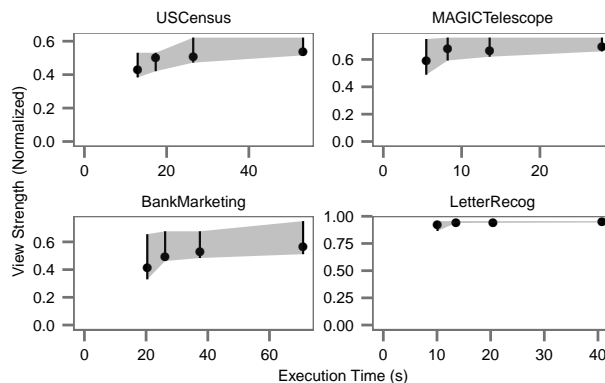 USCensus
MAGICTelescope
0.6
0.4
0.2
0.0
0 20 40
0.6
0.4
0.2
0.0
0 10 20
View Strength (Normalized)
BankMarketing
LetterRecog
0.6
0.4
0.2
0.0
0 20 40 60
1.00
0.75
0.50
0.25
0.00
0 10 20 30 40
Execution Time (s)